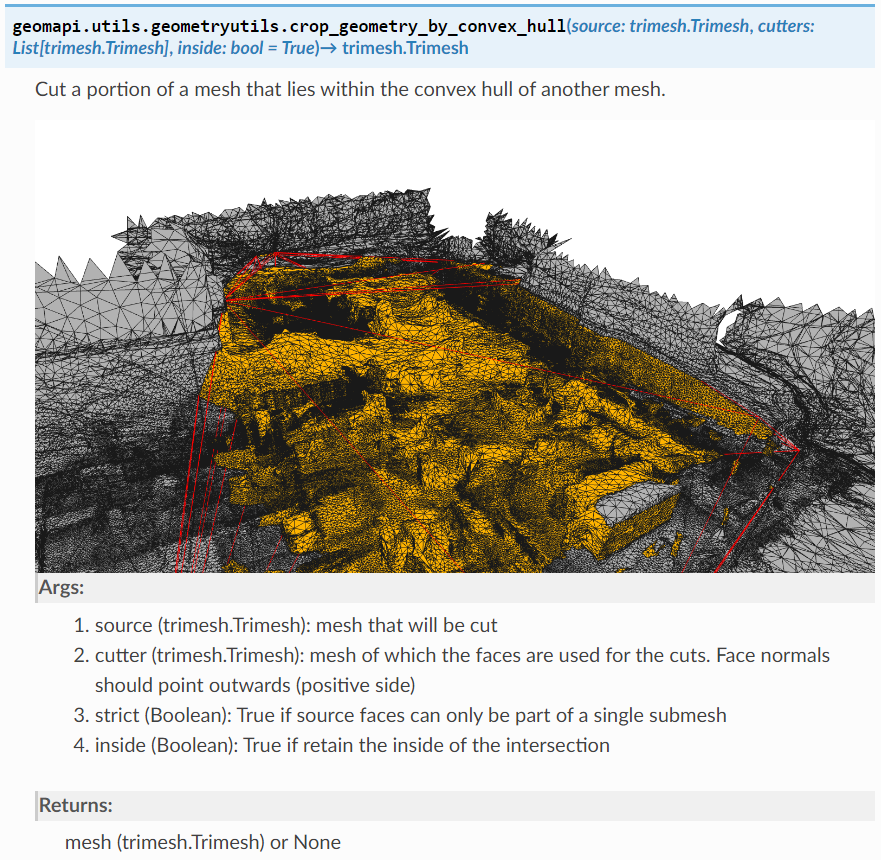 geomapi.utils.geometryutils.crop_geometry_by_convex_hull(source: trimesh.Trimesh, cutters:
List[trimesh.Trimesh], inside: bool = True)→ trimesh.Trimesh
Cut a portion of a mesh that lies within the convex hull of another mesh.
Args:
1. source (trimesh.Trimesh): mesh that will be cut
2. cutter (trimesh.Trimesh): mesh of which the faces are used for the cuts. Face normals
should point outwards (positive side)
3. strict (Boolean): True if source faces can only be part of a single submesh
4. inside (Boolean): True if retain the inside of the intersection
Returns:
mesh (trimesh.Trimesh) or None